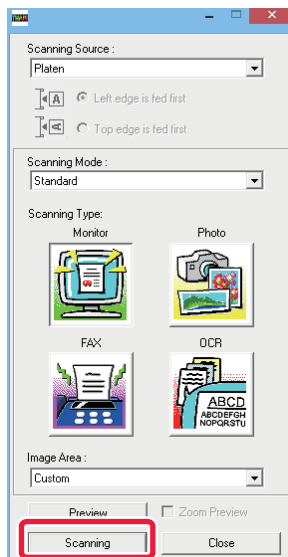 Scanning Source :
Platen
A Left edge is fed first
A Top edge is fed first
Scanning Mode :
Standard
Scanning Type:
Monitor Photo
FAX OCR
ABCD
ABCDEFGH
NOPQRSTU
Image Area :
Custom
Preview Zoom Preview
Scanning Close